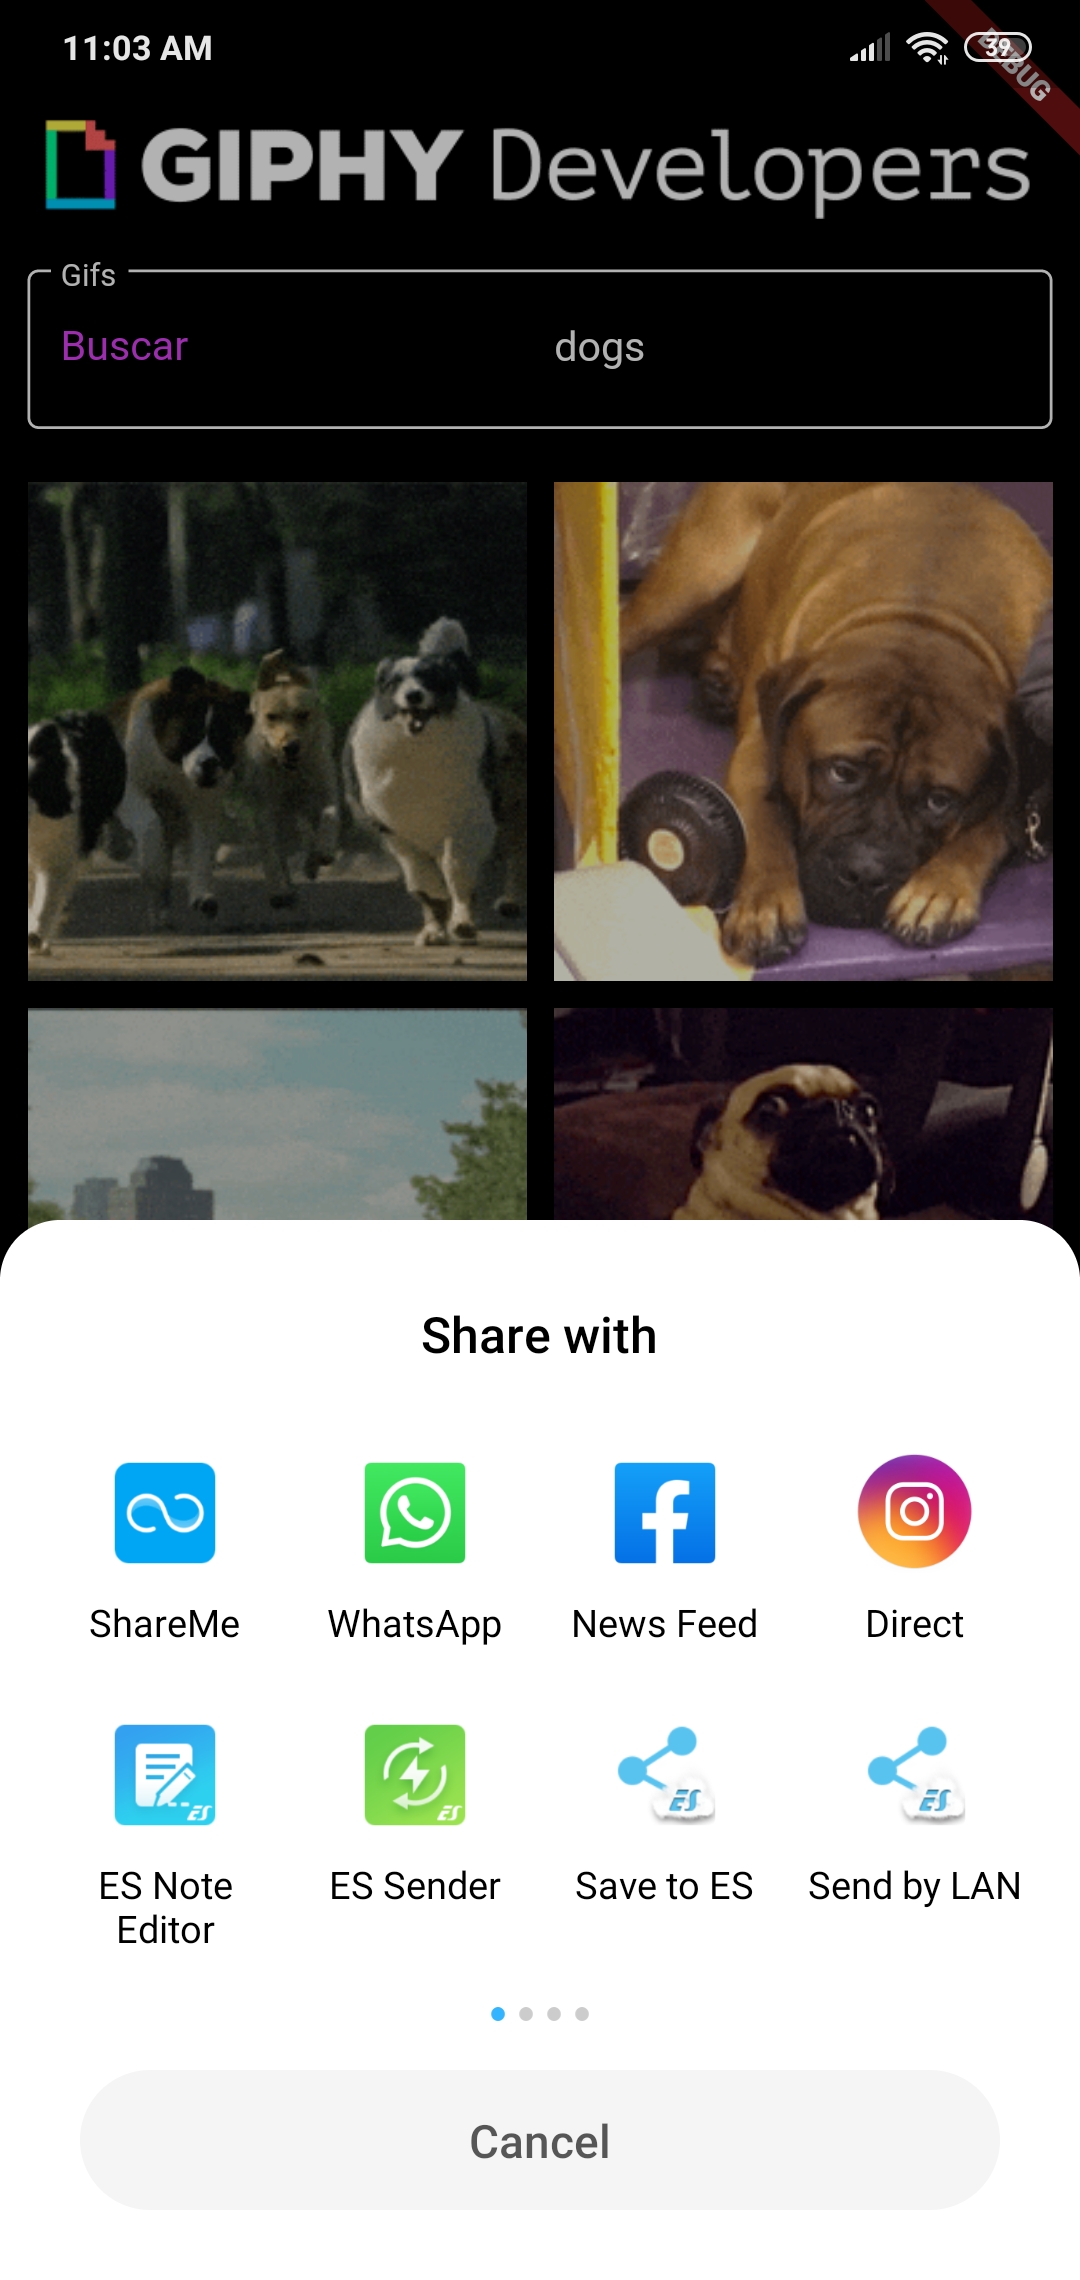 11:03 AM
39
DEBUG
GIPHY Developers
Gifs
Buscar dogs
Share with
ShareMe WhatsApp News Feed Direct
ES Note Editor ES Sender Save to ES Send by LAN
Cancel